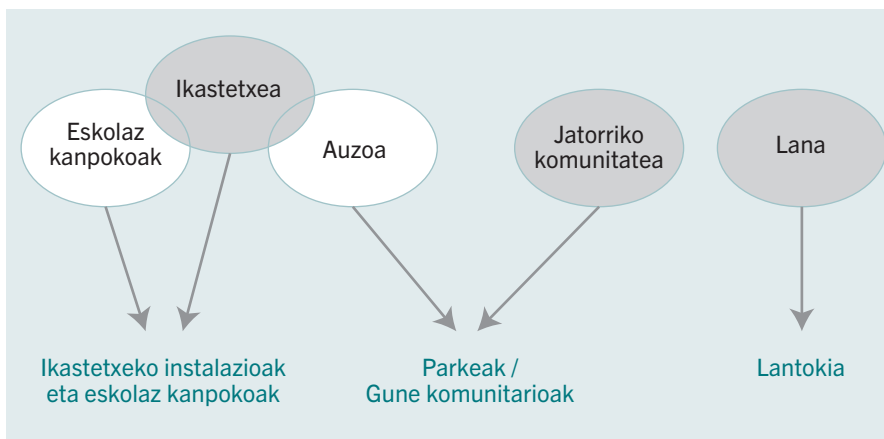 Ikastetxea
Eskolaz
kanpokoak
Auzoa
Jatorriko
komunitatea
Lana
Ikastetxeko instalazioak
eta eskolaz kanpokoak
Parkeak /
Gune komunitarioak
Lantokia